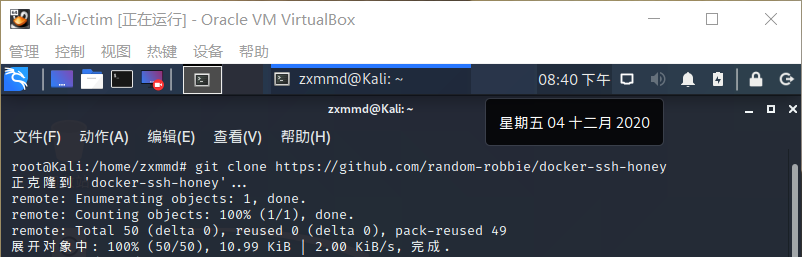 Kali-Victim [正在运行] - Oracle VM VirtualBox
管理 控制 视图 热键 设备 帮助
zxmmd@Kali: ~ 08:40 下午
zxmmd@Kali: ~
星期五 04 十二月 2020
文件(F) 动作(A) 编辑(E) 查看(V) 帮助(H)
root@Kali:/home/zxmmd# git clone https://github.com/random-robbie/docker-ssh-honey
正克隆到 'docker-ssh-honey'...
remote: Enumerating objects: 1, done.
remote: Counting objects: 100% (1/1), done.
remote: Total 50 (delta 0), reused 0 (delta 0), pack-reused 49
展开对象中: 100% (50/50), 10.99 KiB | 2.00 KiB/s, 完成.